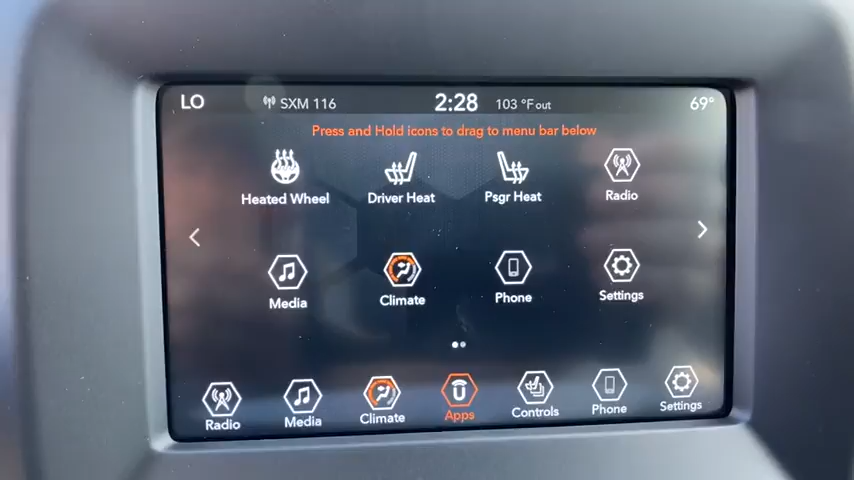 LO SXM 116 2:28 103 °F out 69°
Press and Hold icons to drag to menu bar below
Heated Wheel Driver Heat Psgr Heat Radio
Media Climate Phone Settings
Radio Media Climate Apps Controls Phone Settings